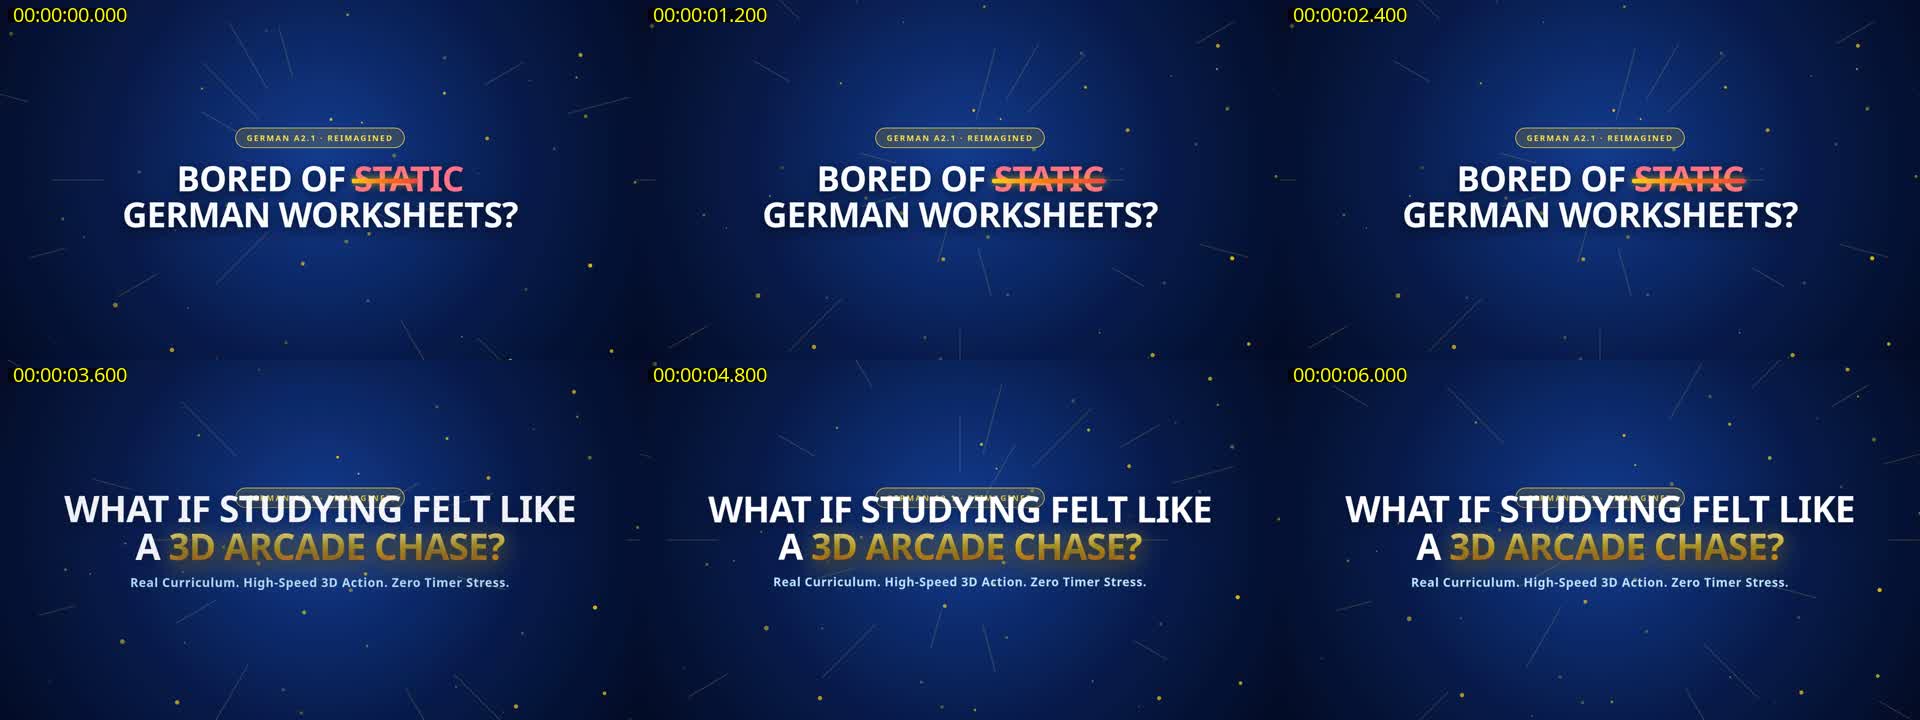 00:00:00.000
GERMAN A2.1 · REIMAGINED
BORED OF STATIC
GERMAN WORKSHEETS?
00:00:01.200
GERMAN A2.1 · REIMAGINED
BORED OF STATIC
GERMAN WORKSHEETS?
00:00:02.400
GERMAN A2.1 · REIMAGINED
BORED OF STATIC
GERMAN WORKSHEETS?
00:00:03.600
WHAT IF STUDYING FELT LIKE
A 3D ARCADE CHASE?
Real Curriculum. High-Speed 3D Action. Zero Timer Stress.
00:00:04.800
WHAT IF STUDYING FELT LIKE
A 3D ARCADE CHASE?
Real Curriculum. High-Speed 3D Action. Zero Timer Stress.
00:00:06.000
WHAT IF STUDYING FELT LIKE
A 3D ARCADE CHASE?
Real Curriculum. High-Speed 3D Action. Zero Timer Stress.